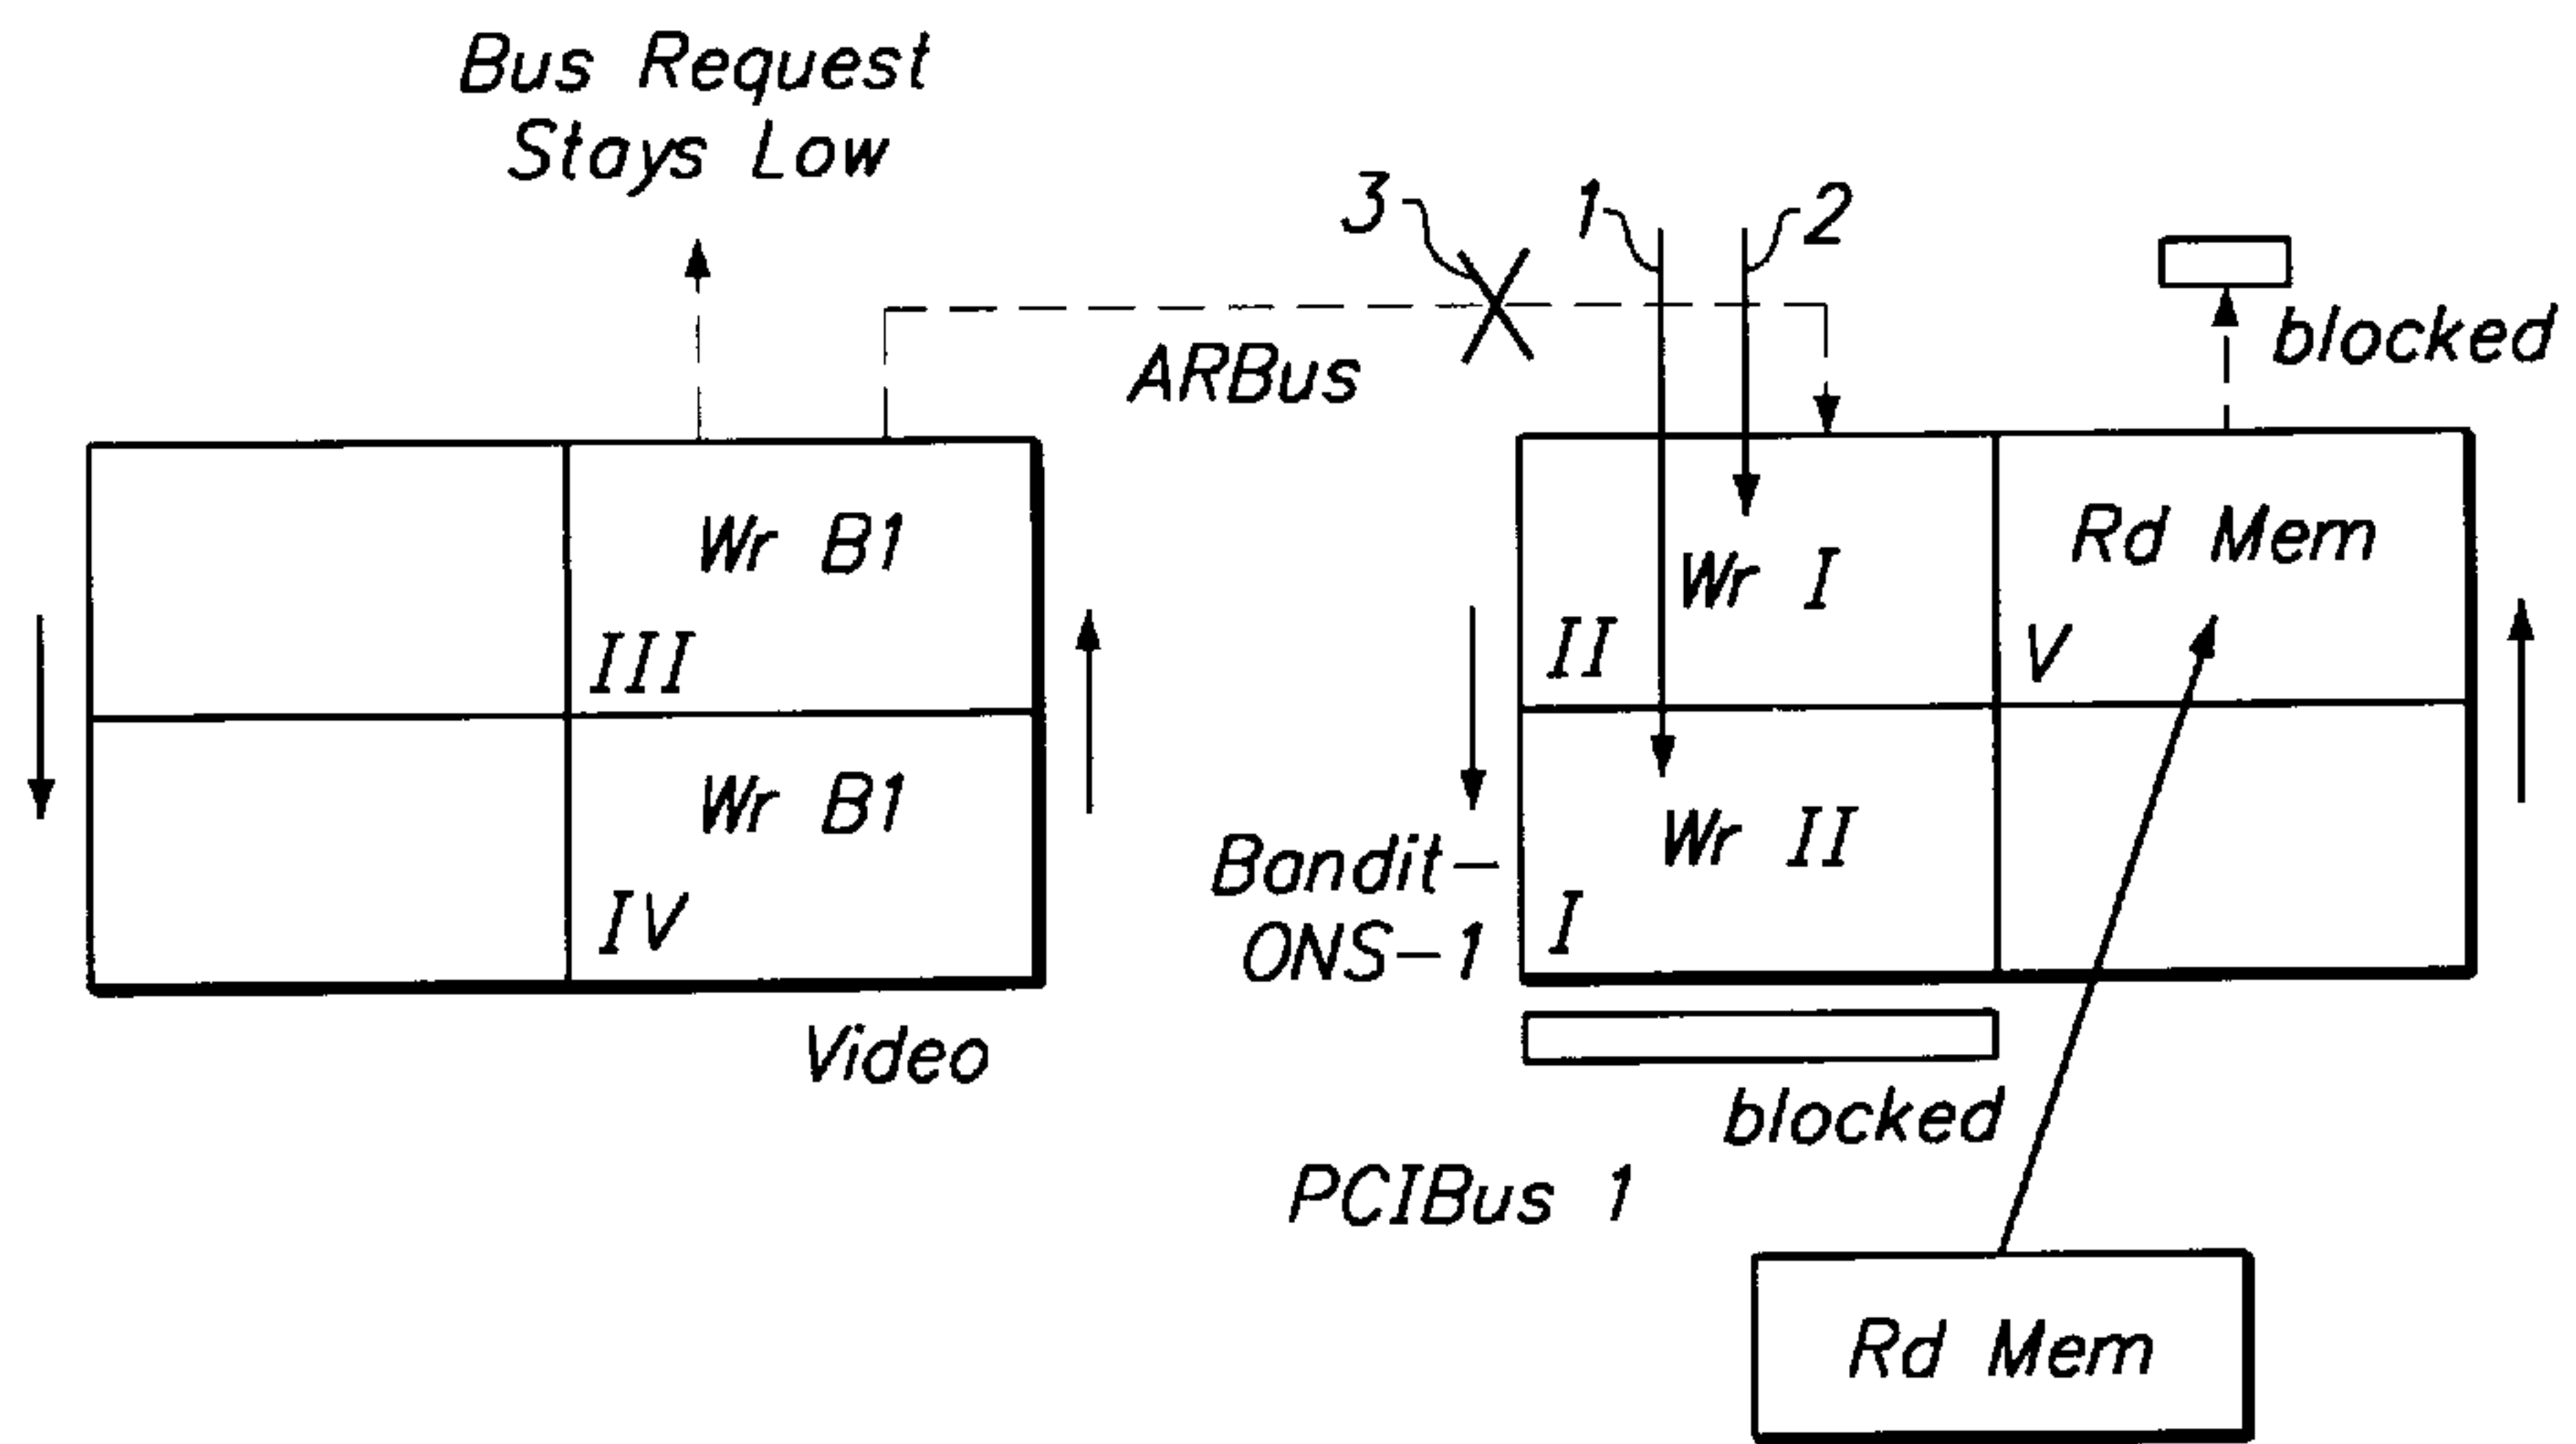 Bus Request
Stays Low
3
1
2
blocked
ARBus
Wr B1
III
Wr B1
IV
Video
Wr I
II
Rd Mem
V
Wr II
I
Bandit-
ONS-1
blocked
PCIBus 1
Rd Mem